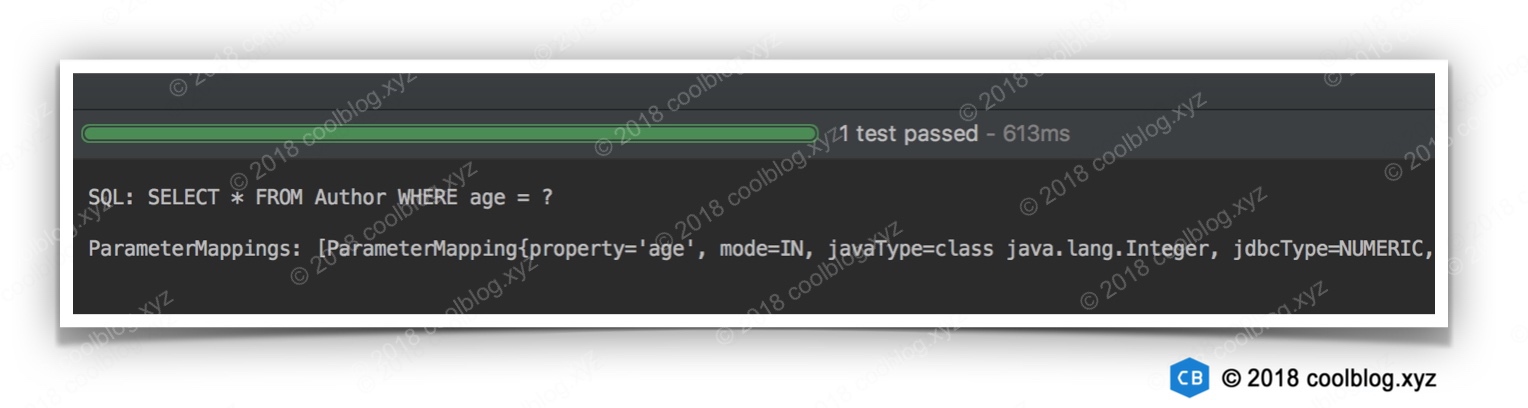 1 test passed - 613ms
SQL: SELECT * FROM Author WHERE age = ?
ParameterMappings: [ParameterMapping{property='age', mode=IN, javaType=class java.lang.Integer, jdbcType=NUMERIC,
CB © 2018 coolblog.xyz